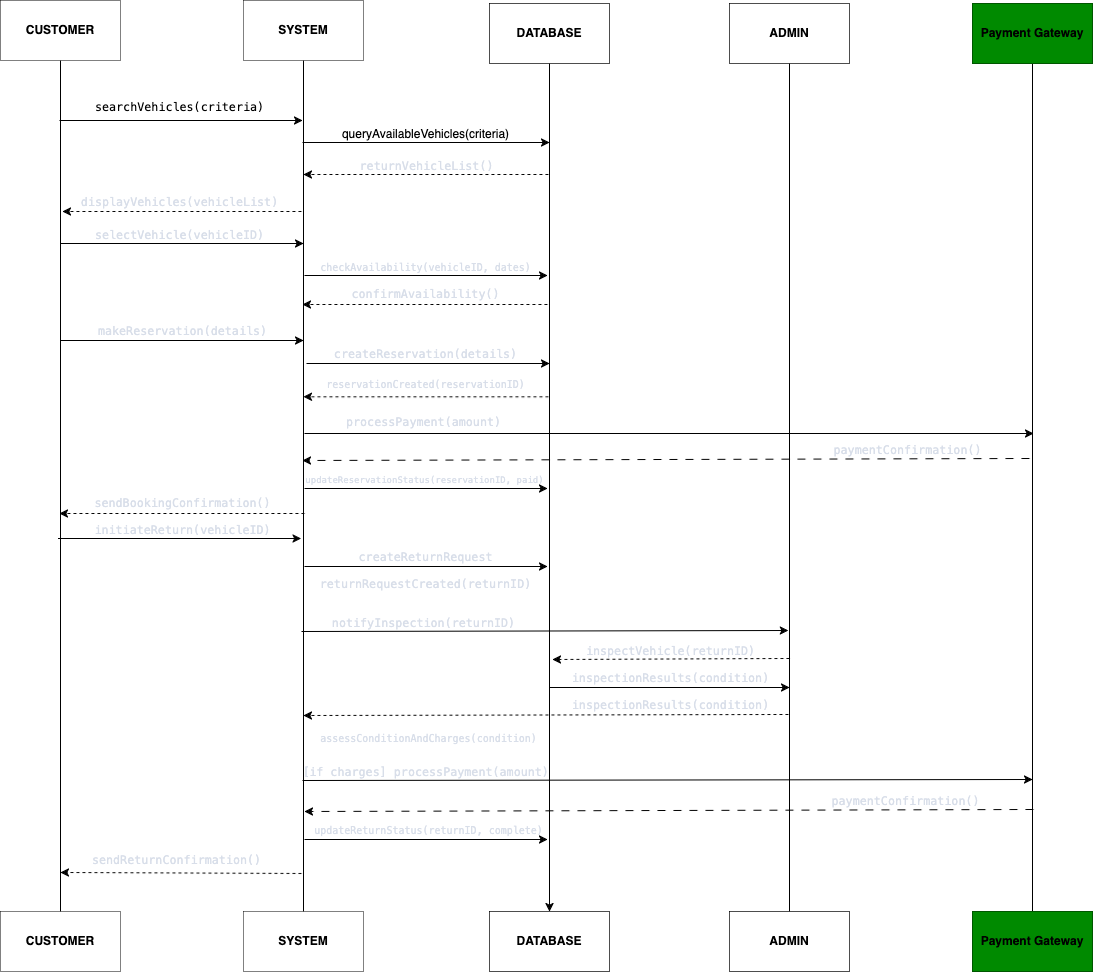 CUSTOMER
SYSTEM
DATABASE
ADMIN
Payment Gateway
searchVehicles(criteria)
queryAvailableVehicles(criteria)
returnVehicleList()
displayVehicles(vehicleList)
selectVehicle(vehicleID)
checkAvailability(vehicleID, dates)
confirmAvailability()
makeReservation(details)
createReservation(details)
reservationCreated(reservationID)
processPayment(amount)
paymentConfirmation()
updateReservationStatus(reservationID, paid)
sendBookingConfirmation()
initiateReturn(vehicleID)
createReturnRequest
returnRequestCreated(returnID)
notifyInspection(returnID)
inspectVehicle(returnID)
inspectionResults(condition)
inspectionResults(condition)
assessConditionAndCharges(condition)
[if charges] processPayment(amount)
paymentConfirmation()
updateReturnStatus(returnID, complete)
sendReturnConfirmation()
CUSTOMER
SYSTEM
DATABASE
ADMIN
Payment Gateway